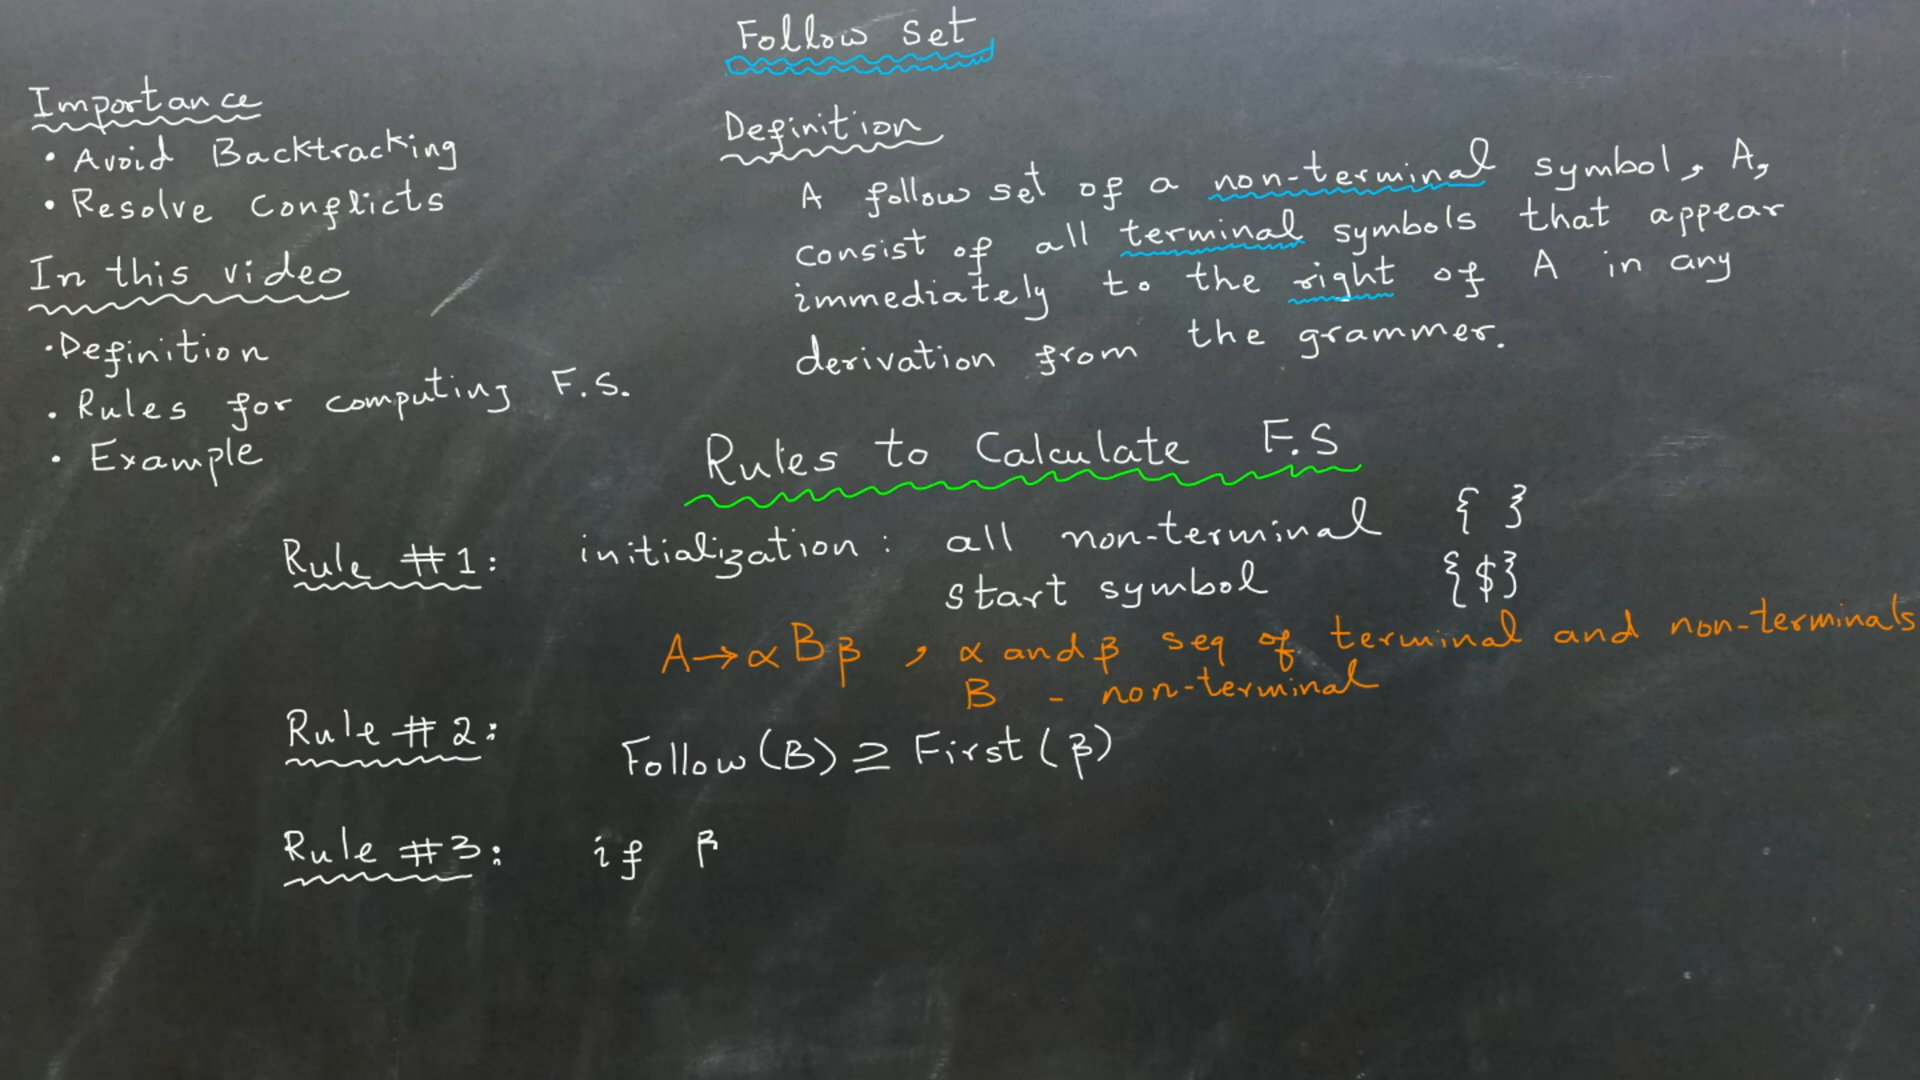 Follow Set
Importance
• Avoid Backtracking
• Resolve Conflicts
In this video
• Definition
• Rules for computing F.S.
• Example
Definition
A follow set of a non-terminal symbol, A,
consist of all terminal symbols that appear
immediately to the right of A in any
derivation from the grammer.
Rules to Calculate F.S
Rule #1: initialization: all non-terminal { }
start symbol {$}
A→αBβ, α and β seq of terminal and non-terminals
B - non-terminal
Rule #2: Follow(B) ⊇ First(β)
Rule #3: if β